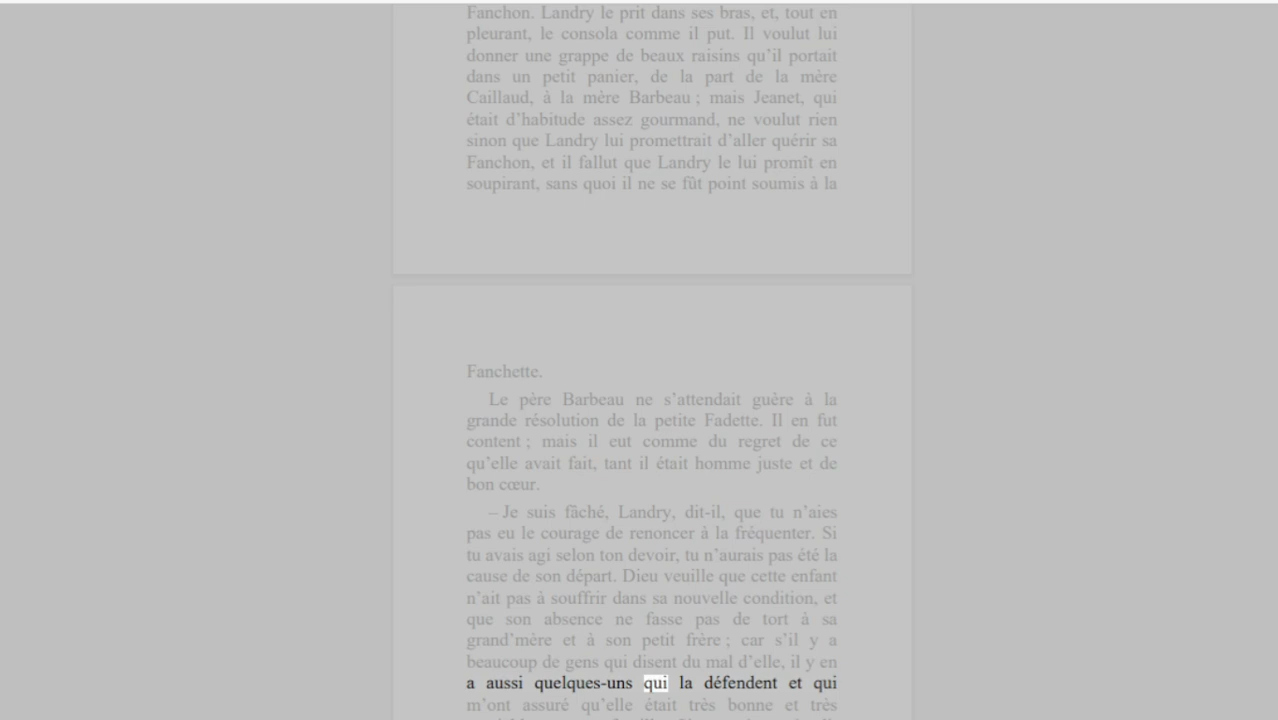 Fanchon. Landry le prit dans ses bras, et, tout en
pleurant, le consola comme il put. Il voulut lui
donner une grappe de beaux raisins qu’il portait
dans un petit panier, de la part de la mère
Caillaud, à la mère Barbeau ; mais Jeanet, qui
était d’habitude assez gourmand, ne voulut rien
sinon que Landry lui promettrait d’aller quérir sa
Fanchon, et il fallut que Landry le lui promît en
soupirant, sans quoi il ne se fût point soumis à la
Fanchette.
Le père Barbeau ne s’attendait guère à la
grande résolution de la petite Fadette. Il en fut
content ; mais il eut comme du regret de ce
qu’elle avait fait, tant il était homme juste et de
bon cœur.
– Je suis fâché, Landry, dit-il, que tu n’aies
pas eu le courage de renoncer à la fréquenter. Si
tu avais agi selon ton devoir, tu n’aurais pas été la
cause de son départ. Dieu veuille que cette enfant
n’ait pas à souffrir dans sa nouvelle condition, et
que son absence ne fasse pas de tort à sa
grand’mère et à son petit frère ; car s’il y a
beaucoup de gens qui disent du mal d’elle, il y en
a aussi quelques-uns qui la défendent et qui
m’ont assuré qu’elle était très bonne et très